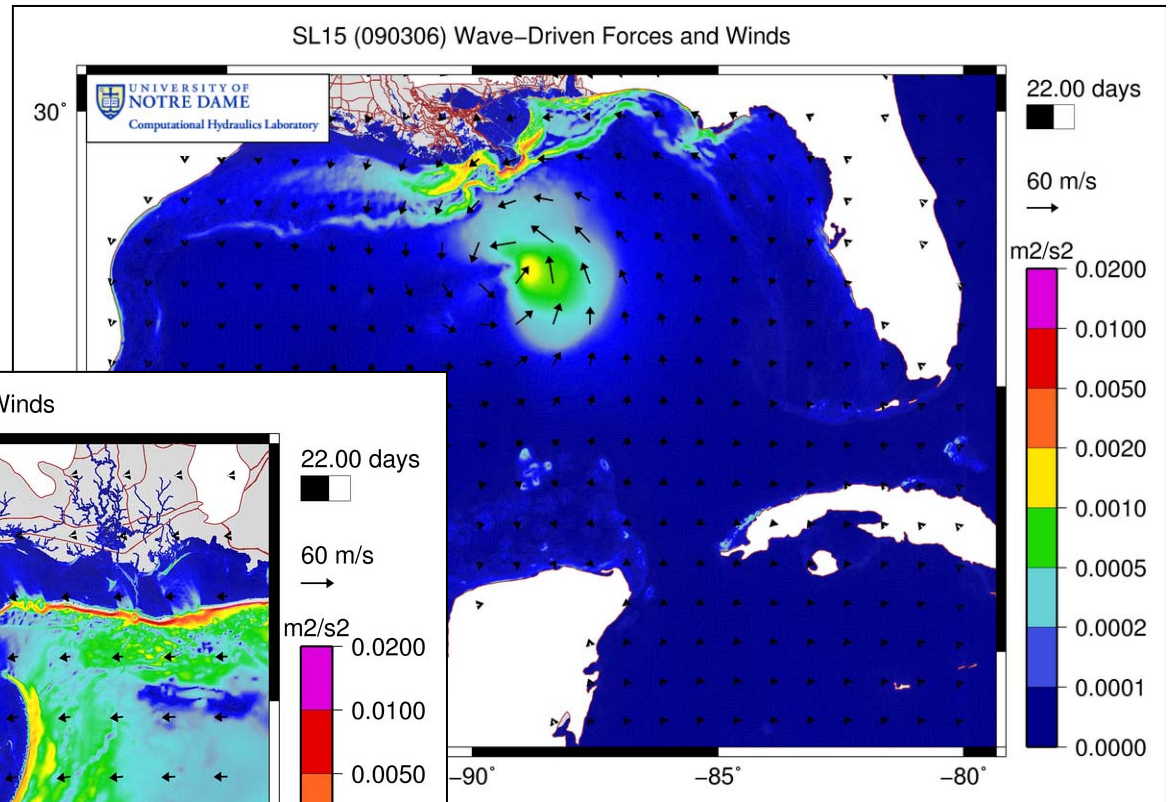 SL15 (090306) Wave–Driven Forces and Winds
UNIVERSITY OF
NOTRE DAME
Computational Hydraulics Laboratory
30°
22.00 days
60 m/s
m2/s2
0.0200
0.0100
0.0050
0.0020
0.0010
0.0005
0.0002
0.0001
0.0000
−90°
−85°
−80°
Winds
22.00 days
60 m/s
m2/s2
0.0200
0.0100
0.0050